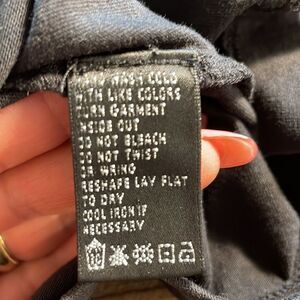 WASH COLD
WITH LIKE COLORS
TURN GARMENT
INSIDE OUT
DO NOT BLEACH
DO NOT TWIST
OR WRING
RESHAPE LAY FLAT
TO DRY
COOL IRON IF
NECESSARY